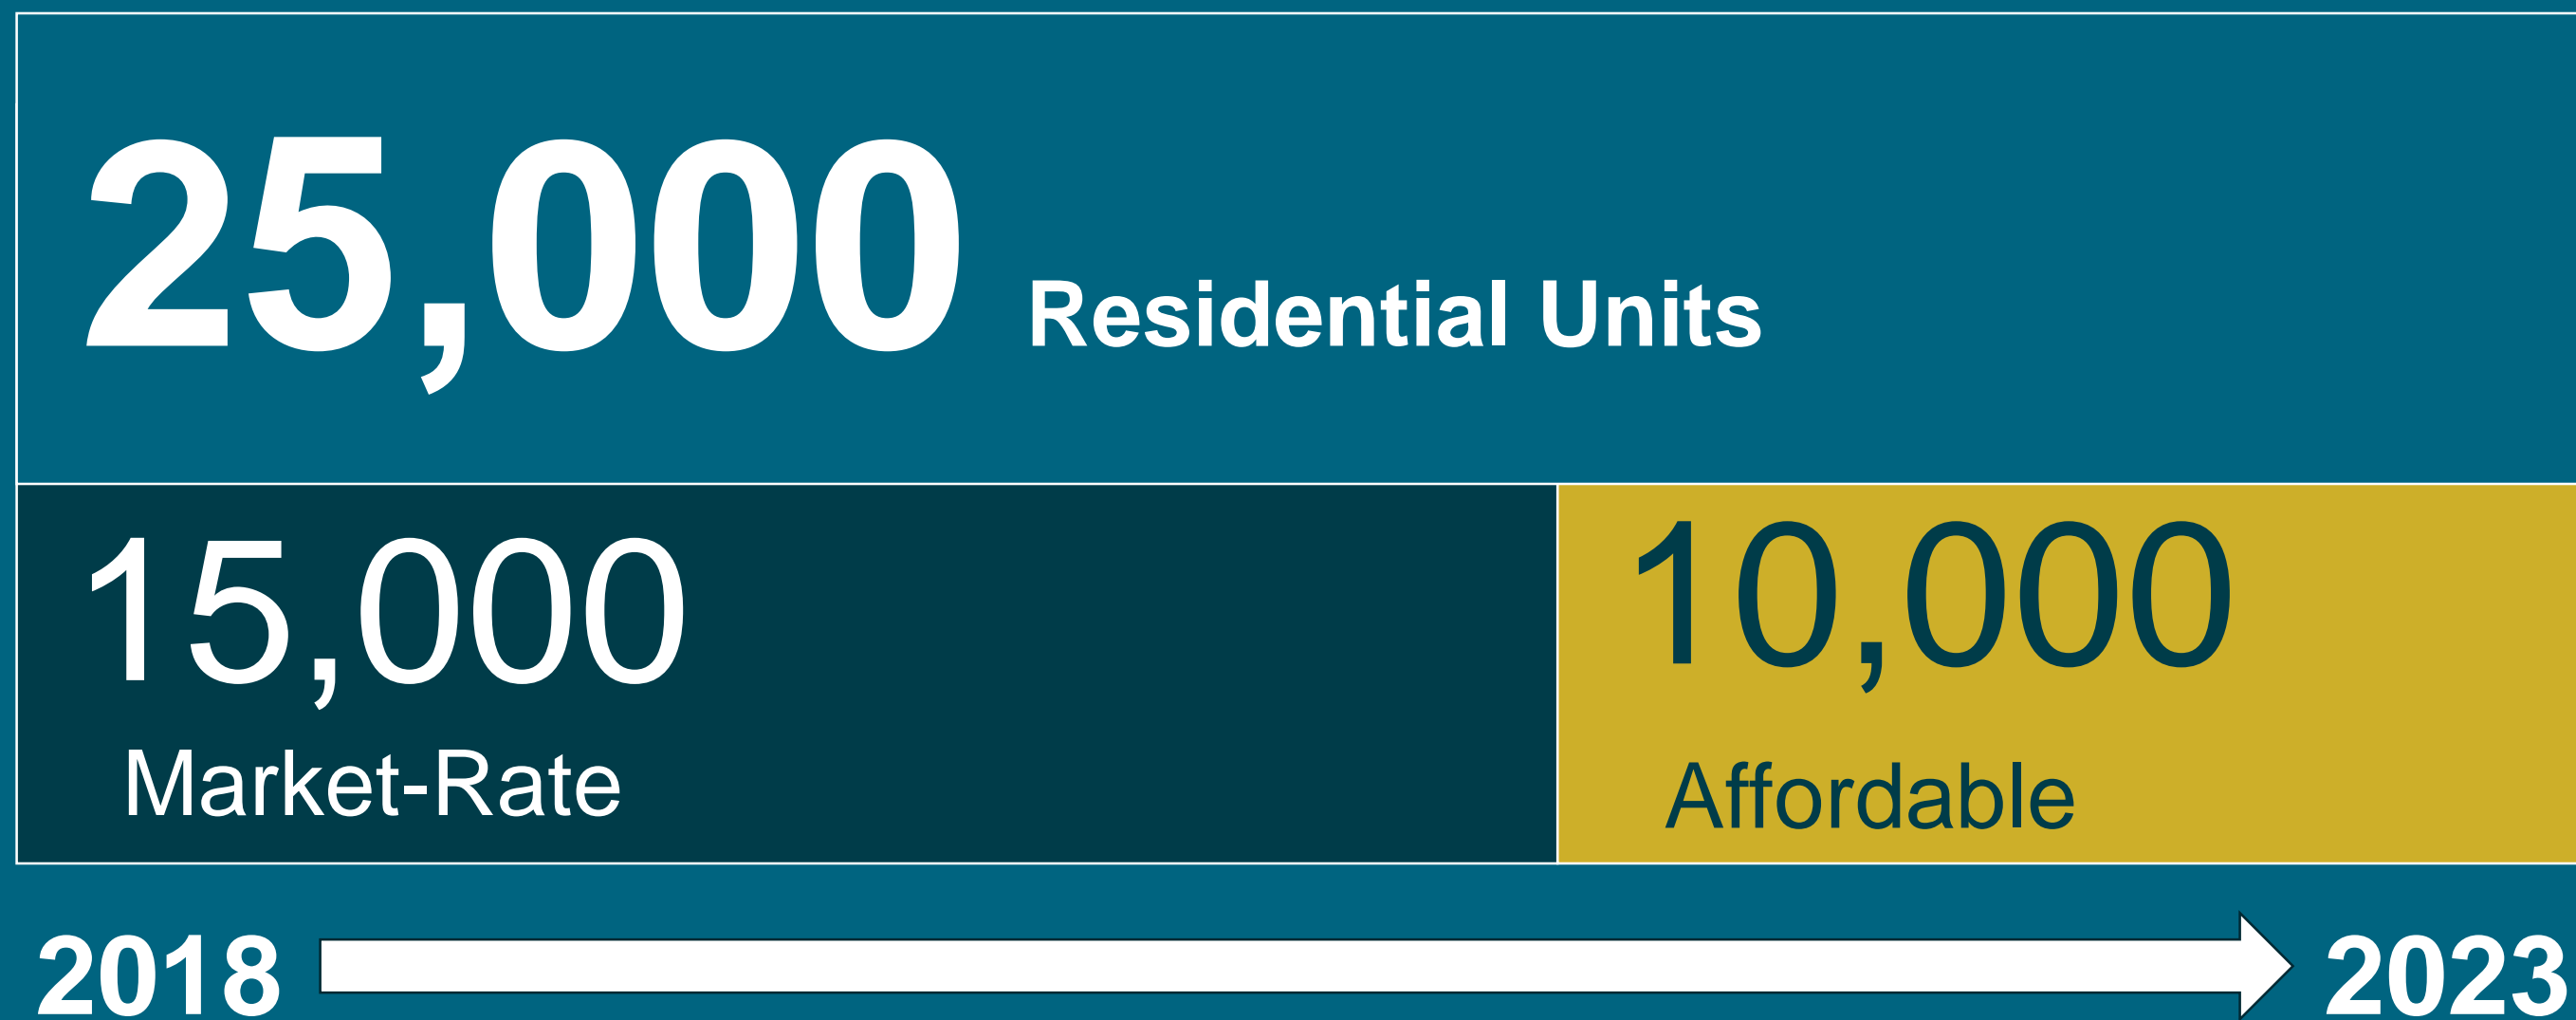 25,000 Residential Units
15,000
10,000
Market-Rate
Affordable
2018
2023